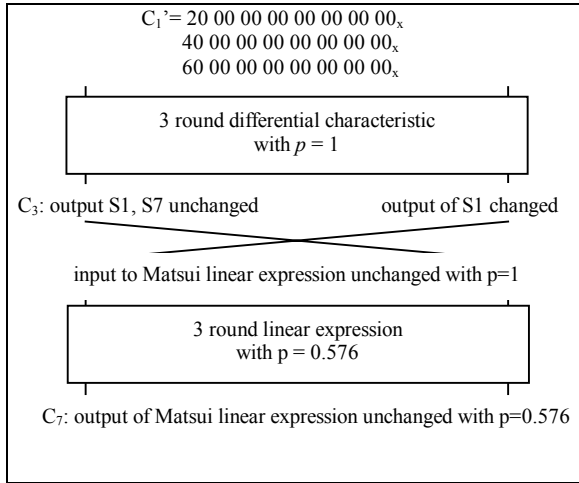 C₁’= 20 00 00 00 00 00 00 00ₓ
40 00 00 00 00 00 00 00ₓ
60 00 00 00 00 00 00 00ₓ
3 round differential characteristic
with p = 1
C₃: output S1, S7 unchanged output of S1 changed
input to Matsui linear expression unchanged with p=1
3 round linear expression
with p = 0.576
C₇: output of Matsui linear expression unchanged with p=0.576